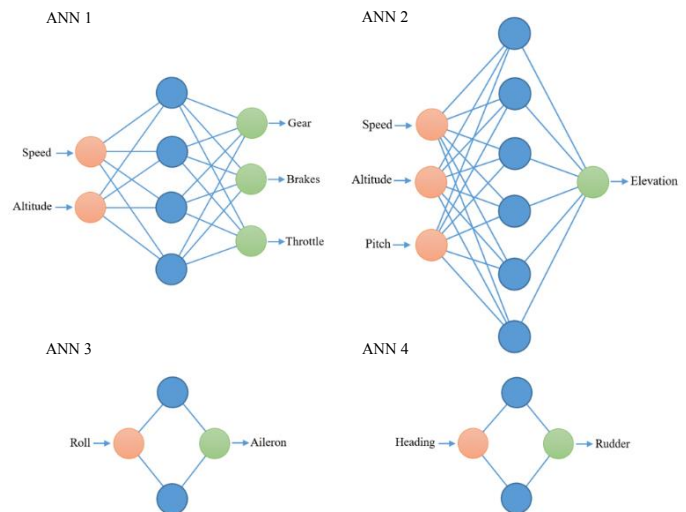 ANN 1
Speed
Altitude
Gear
Brakes
Throttle
ANN 2
Speed
Altitude
Pitch
Elevation
ANN 3
Roll
Aileron
ANN 4
Heading
Rudder